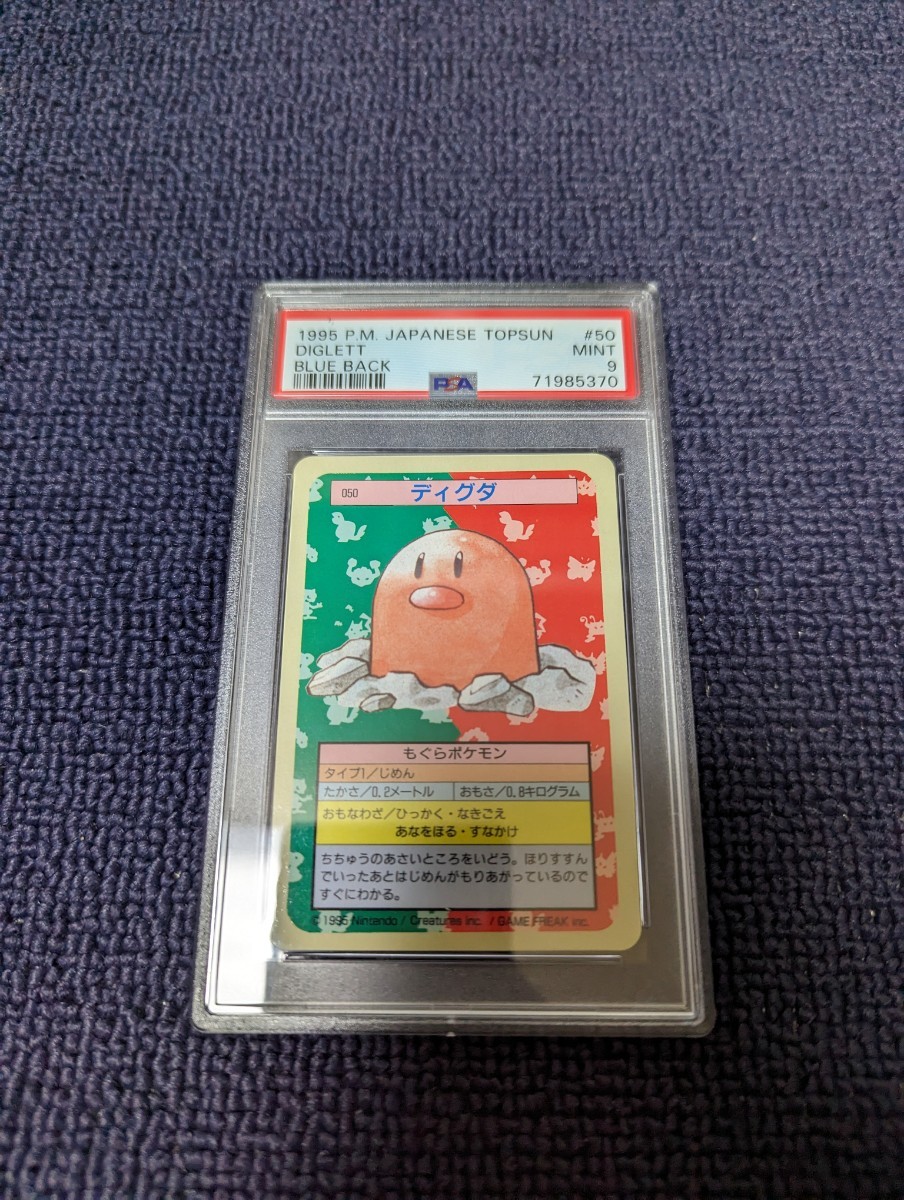 1995 P.M. JAPANESE TOPSUN #50
DIGLETT MINT
BLUE BACK 9
PSA 71985370
050 ディグダ
もぐらポケモン
タイプ1/じめん
たかさ/0.2メートル おもさ/0.8キログラム
おもなわざ/ひっかく・なきごえ
あなをほる・すなかけ
ちちゅうのあさいところをいどう。ほりすすん
でいったあとはじめんがもりあがっているので
すぐにわかる。
© 1995 Nintendo / Creatures inc. / GAME FREAK inc.